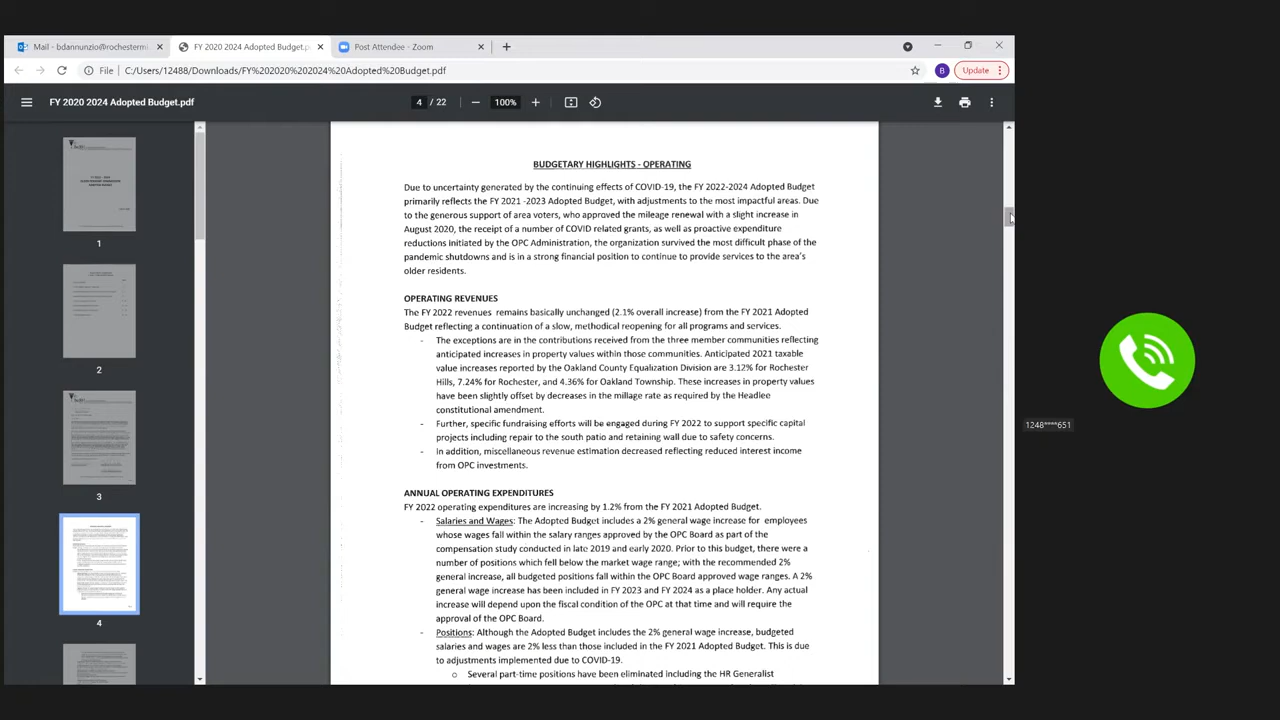 Mail - bdannunzio@rochestermi
FY 2020 2024 Adopted Budget.p
Post Attendee - Zoom
File
C:/Users/12488/Downloads/FY%202020%202024%20Adopted%20Budget.pdf
B
Update
FY 2020 2024 Adopted Budget.pdf
4 / 22
100%
1
2
3
4
BUDGETARY HIGHLIGHTS - OPERATING
Due to uncertainty generated by the continuing effects of COVID-19, the FY 2022-2024 Adopted Budget
primarily reflects the FY 2021 -2023 Adopted Budget, with adjustments to the most impactful areas. Due
to the generous support of area voters, who approved the mileage renewal with a slight increase in
August 2020, the receipt of a number of COVID related grants, as well as proactive expenditure
reductions initiated by the OPC Administration, the organization survived the most difficult phase of the
pandemic shutdowns and is in a strong financial position to continue to provide services to the area's
older residents.
OPERATING REVENUES
The FY 2022 revenues remains basically unchanged (2.1% overall increase) from the FY 2021 Adopted
Budget reflecting a continuation of a slow, methodical reopening for all programs and services.
- The exceptions are in the contributions received from the three member communities reflecting
anticipated increases in property values within those communities. Anticipated 2021 taxable
value increases reported by the Oakland County Equalization Division are 3.12% for Rochester
Hills, 7.24% for Rochester, and 4.36% for Oakland Township. These increases in property values
have been slightly offset by decreases in the millage rate as required by the Headlee
constitutional amendment.
- Further, specific fundraising efforts will be engaged during FY 2022 to support specific capital
projects including repair to the south patio and retaining wall due to safety concerns.
- In addition, miscellaneous revenue estimation decreased reflecting reduced interest income
from OPC investments.
ANNUAL OPERATING EXPENDITURES
FY 2022 operating expenditures are increasing by 1.2% from the FY 2021 Adopted Budget.
- Salaries and Wages: The Adopted Budget includes a 2% general wage increase for employees
whose wages fall within the salary ranges approved by the OPC Board as part of the
compensation study conducted in late 2019 and early 2020. Prior to this budget, there were a
number of positions which fell below the market wage range; with the recommended 2%
general increase, all budgeted positions fall within the OPC Board approved wage ranges. A 2%
general wage increase has been included in FY 2023 and FY 2024 as a place holder. Any actual
increase will depend upon the fiscal condition of the OPC at that time and will require the
approval of the OPC Board.
- Positions: Although the Adopted Budget includes the 2% general wage increase, budgeted
salaries and wages are 2% less than those included in the FY 2021 Adopted Budget. This is due
to adjustments implemented due to COVID-19.
o Several part-time positions have been eliminated including the HR Generalist
1248****651